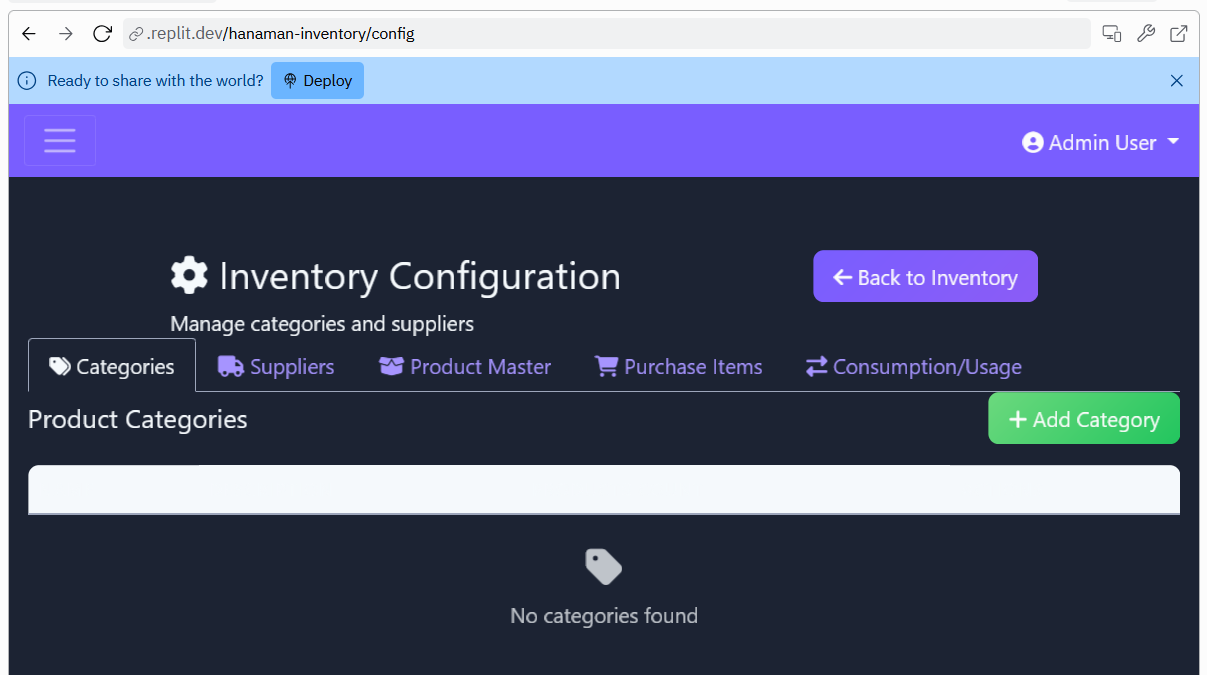 .replit.dev/hanaman-inventory/config
Ready to share with the world? Deploy
Admin User
Inventory Configuration
Back to Inventory
Manage categories and suppliers
Categories Suppliers Product Master Purchase Items Consumption/Usage
Product Categories
Add Category
No categories found